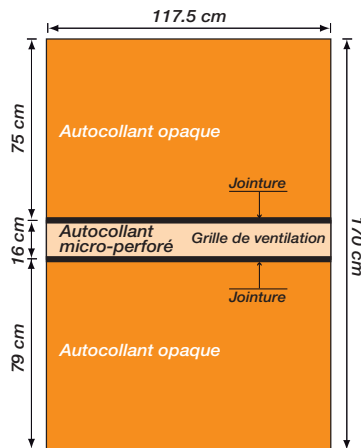 117.5 cm
75 cm
Autocollant opaque
Jointure
16 cm
Autocollant
micro-perforé
Grille de ventilation
170 cm
Jointure
79 cm
Autocollant opaque